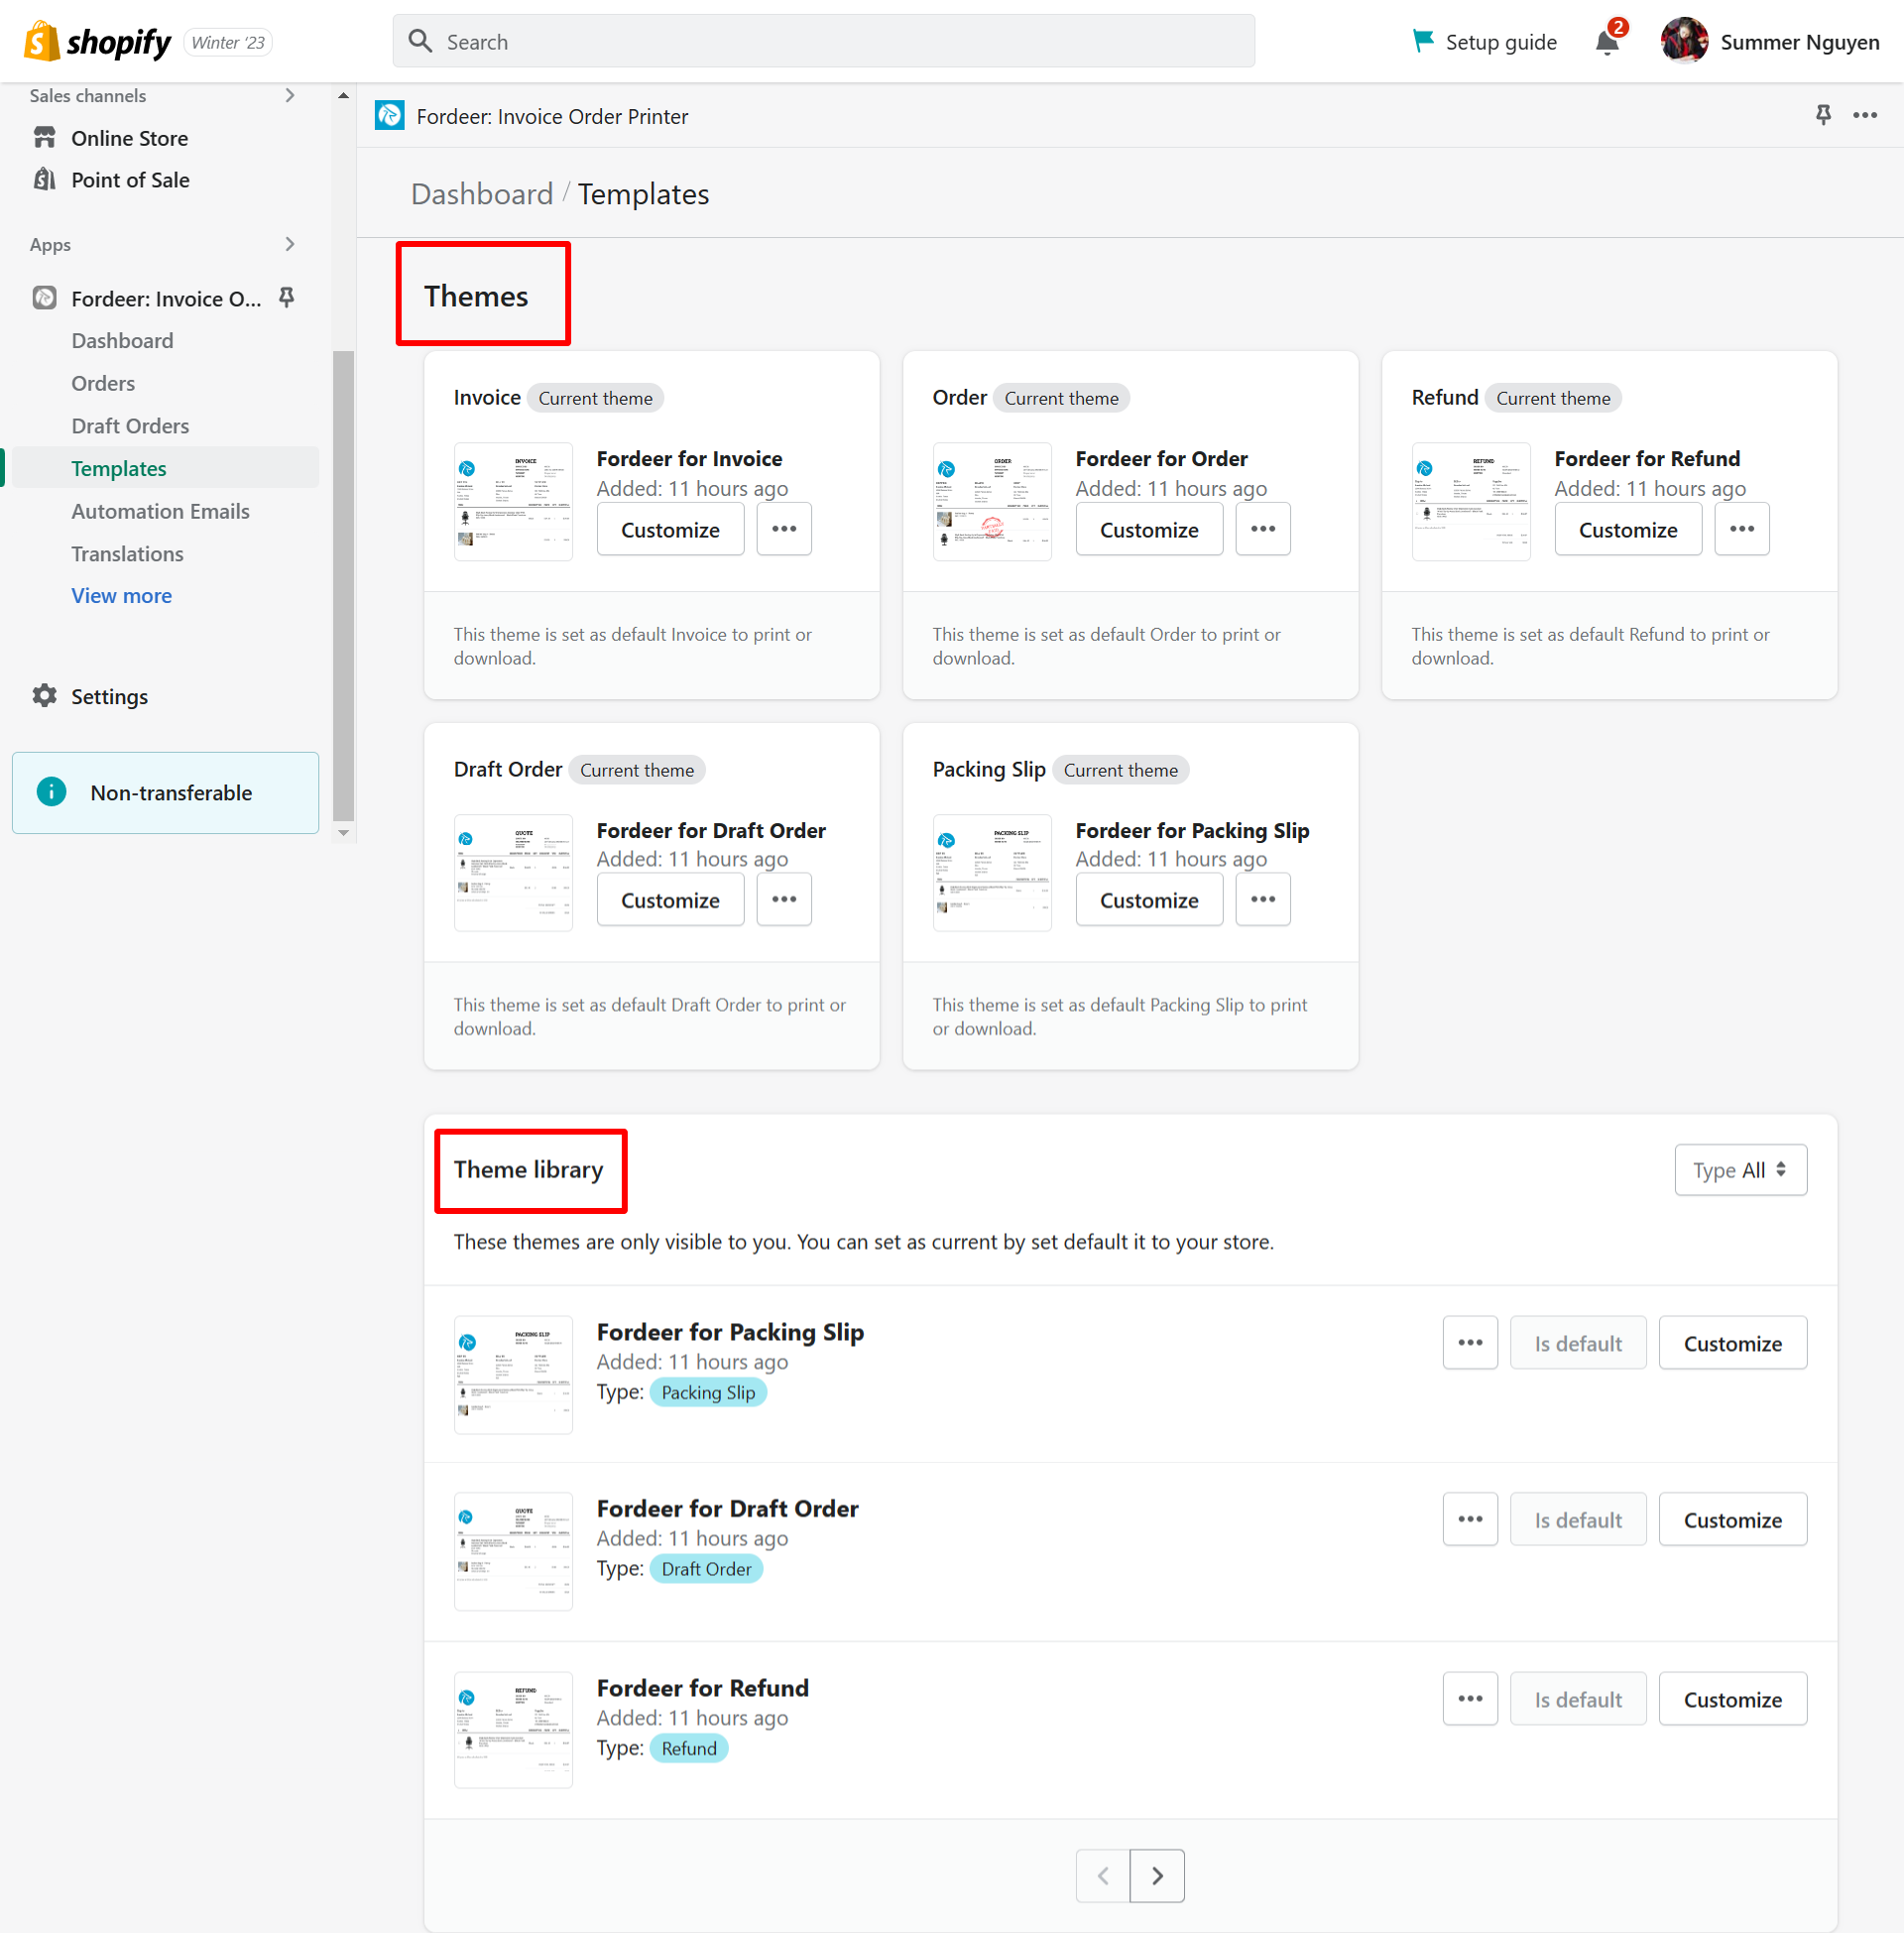 shopify Winter '23
Search
Setup guide
2
Summer Nguyen
Sales channels
Online Store
Point of Sale
Apps
Fordeer: Invoice O...
Dashboard
Orders
Draft Orders
Templates
Automation Emails
Translations
View more
Settings
Non-transferable
Fordeer: Invoice Order Printer
Dashboard / Templates
Themes
Invoice Current theme
Fordeer for Invoice
Added: 11 hours ago
Customize
This theme is set as default Invoice to print or
download.
Order Current theme
Fordeer for Order
Added: 11 hours ago
Customize
This theme is set as default Order to print or
download.
Refund Current theme
Fordeer for Refund
Added: 11 hours ago
Customize
This theme is set as default Refund to print or
download.
Draft Order Current theme
QUOTE
Fordeer for Draft Order
Added: 11 hours ago
Customize
This theme is set as default Draft Order to print or
download.
Packing Slip Current theme
PACKING SLIP
Fordeer for Packing Slip
Added: 11 hours ago
Customize
This theme is set as default Packing Slip to print
or download.
Theme library
Type All
These themes are only visible to you. You can set as current by set default it to your store.
PACKING SLIP
Fordeer for Packing Slip
Added: 11 hours ago
Type: Packing Slip
Is default
Customize
QUOTE
Fordeer for Draft Order
Added: 11 hours ago
Type: Draft Order
Is default
Customize
REFUND
Fordeer for Refund
Added: 11 hours ago
Type: Refund
Is default
Customize